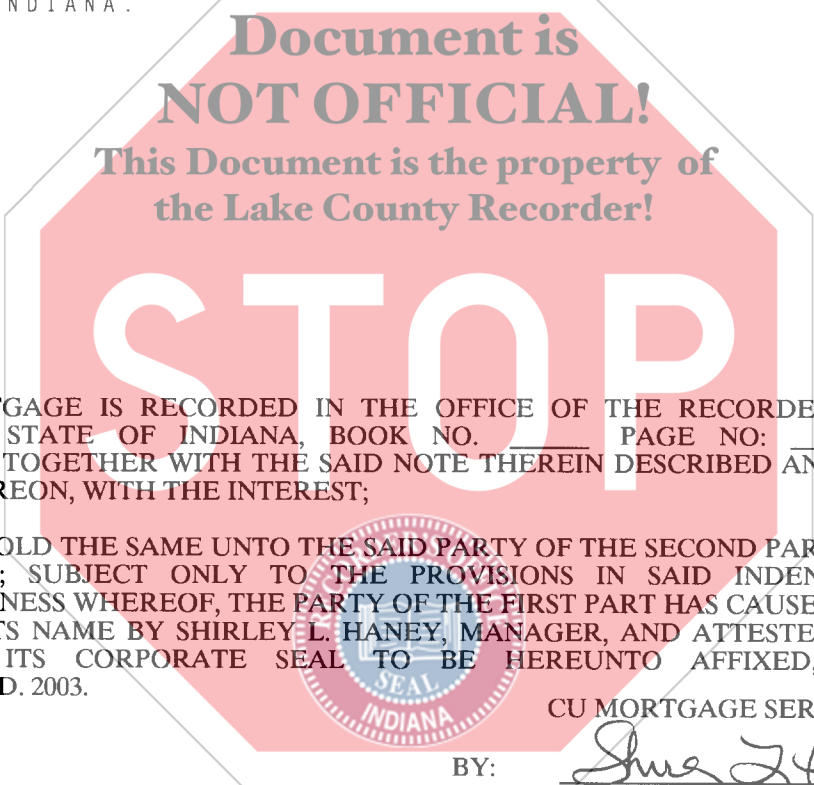 NDIANA.
Document is
NOT OFFICIAL!
This Document is the property of
the Lake County Recorder!
STOP
GAGE IS RECORDED IN THE OFFICE OF THE RECORDE
STATE OF INDIANA, BOOK NO. ______ PAGE NO: __
TOGETHER WITH THE SAID NOTE THEREIN DESCRIBED AN
REON, WITH THE INTEREST;
OLD THE SAME UNTO THE SAID PARTY OF THE SECOND PAR
; SUBJECT ONLY TO THE PROVISIONS IN SAID INDEN
NESS WHEREOF, THE PARTY OF THE FIRST PART HAS CAUSE
TS NAME BY SHIRLEY L. HANEY, MANAGER, AND ATTESTE
ITS CORPORATE SEAL TO BE HEREUNTO AFFIXED,
D. 2003.
SEAL
INDIANA
CU MORTGAGE SER
BY: